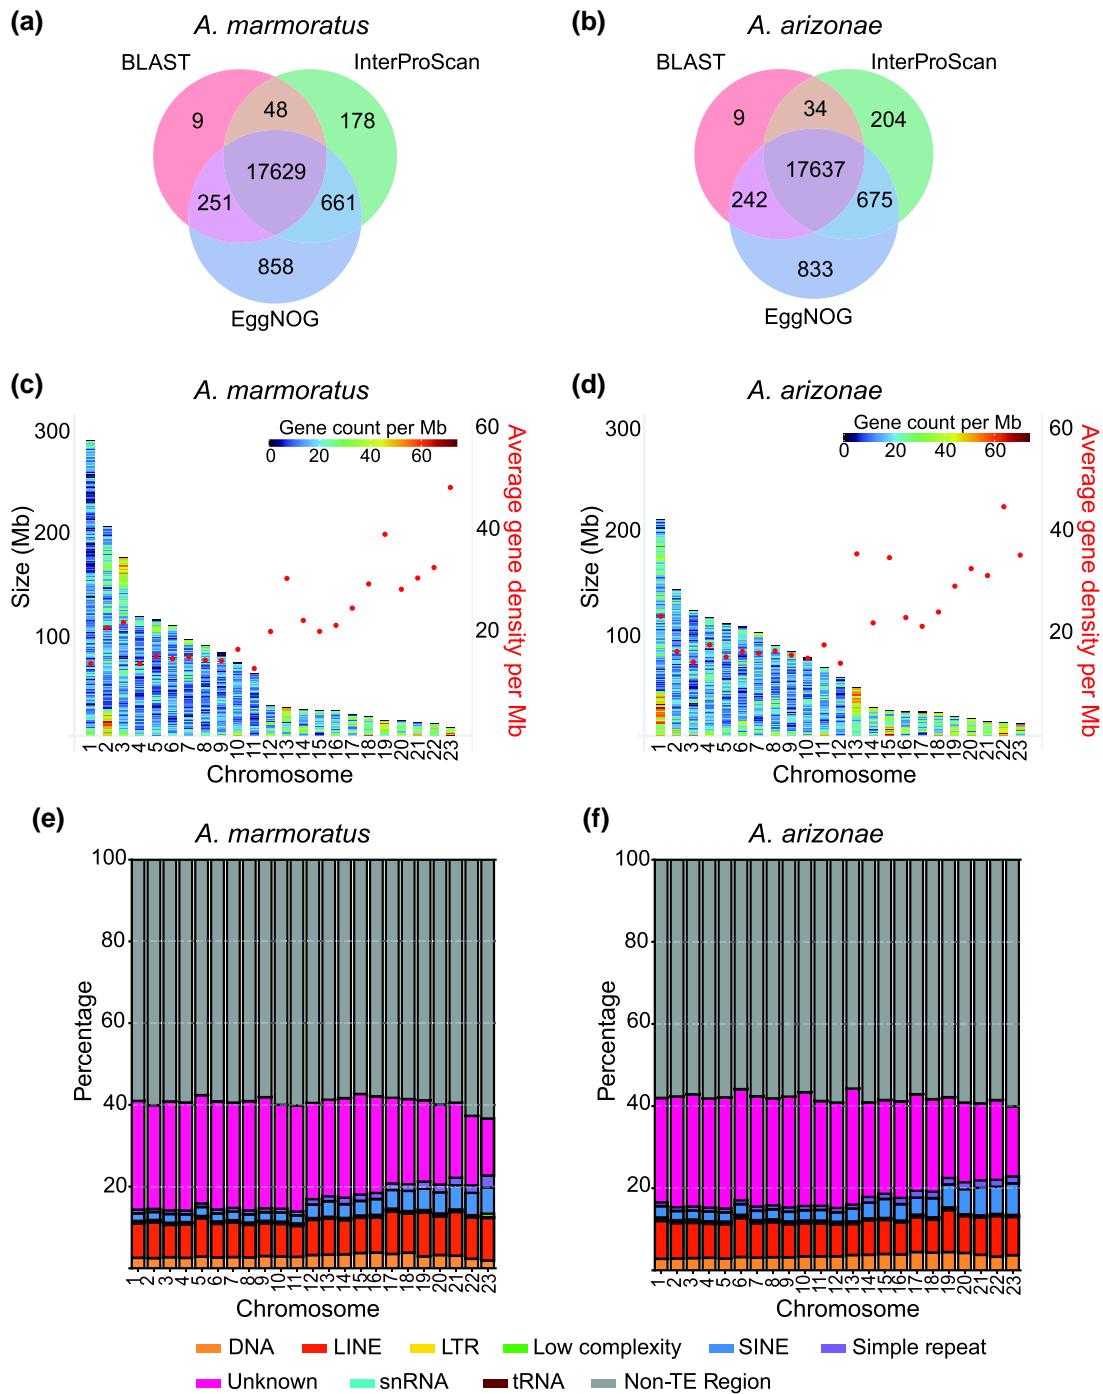 (a)
A. marmoratus
BLAST
InterProScan
9
48
178
17629
251
661
858
EggNOG
(b)
A. arizonae
BLAST
InterProScan
9
34
204
17637
242
675
833
EggNOG
(c)
A. marmoratus
Gene count per Mb
0 20 40 60
300
200
100
Size (Mb)
60
40
20
Average gene density per Mb
1 2 3 4 5 6 7 8 9 10 11 12 13 14 15 16 17 18 19 20 21 22 23
Chromosome
(d)
A. arizonae
Gene count per Mb
0 20 40 60
300
200
100
Size (Mb)
60
40
20
Average gene density per Mb
1 2 3 4 5 6 7 8 9 10 11 12 13 14 15 16 17 18 19 20 21 22 23
Chromosome
(e)
A. marmoratus
100
80
60
40
20
Percentage
1 2 3 4 5 6 7 8 9 10 11 12 13 14 15 16 17 18 19 20 21 22 23
Chromosome
(f)
A. arizonae
100
80
60
40
20
Percentage
1 2 3 4 5 6 7 8 9 10 11 12 13 14 15 16 17 18 19 20 21 22 23
Chromosome
DNA LINE LTR Low complexity SINE Simple repeat
Unknown snRNA tRNA Non-TE Region